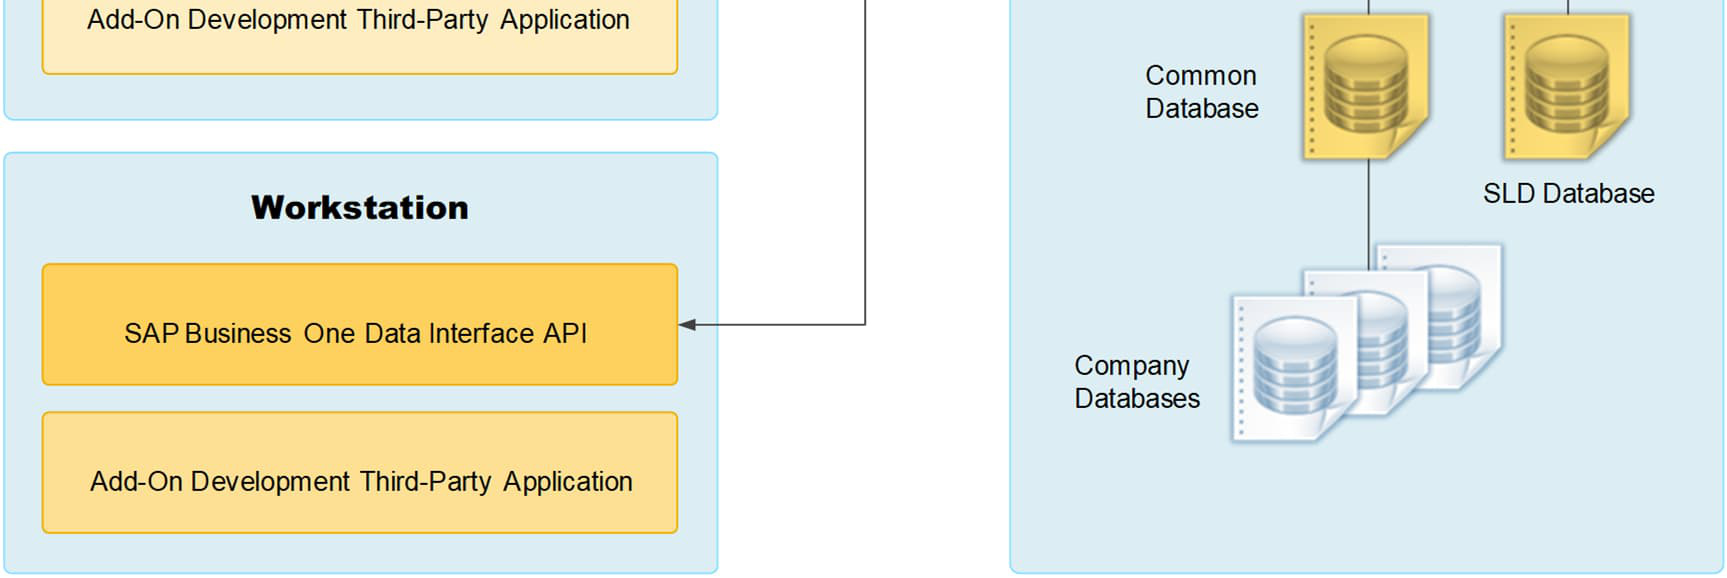 Add-On Development Third-Party Application
Workstation
SAP Business One Data Interface API
Add-On Development Third-Party Application
Common
Database
SLD Database
Company
Databases